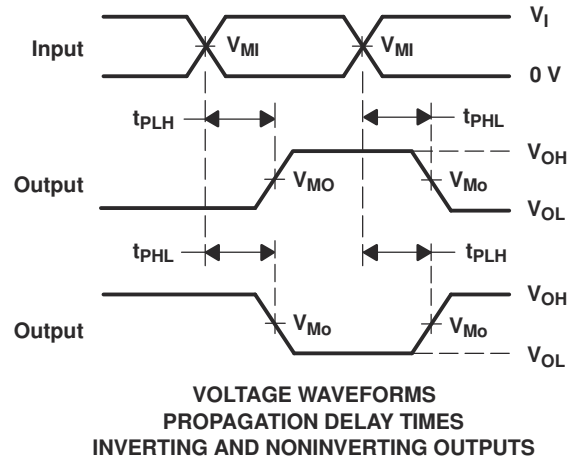 V_I
Input
V_MI
V_MI
0 V
t_PLH
t_PHL
V_OH
Output
V_MO
V_Mo
V_OL
t_PHL
t_PLH
V_OH
Output
V_Mo
V_Mo
V_OL
VOLTAGE WAVEFORMS
PROPAGATION DELAY TIMES
INVERTING AND NONINVERTING OUTPUTS